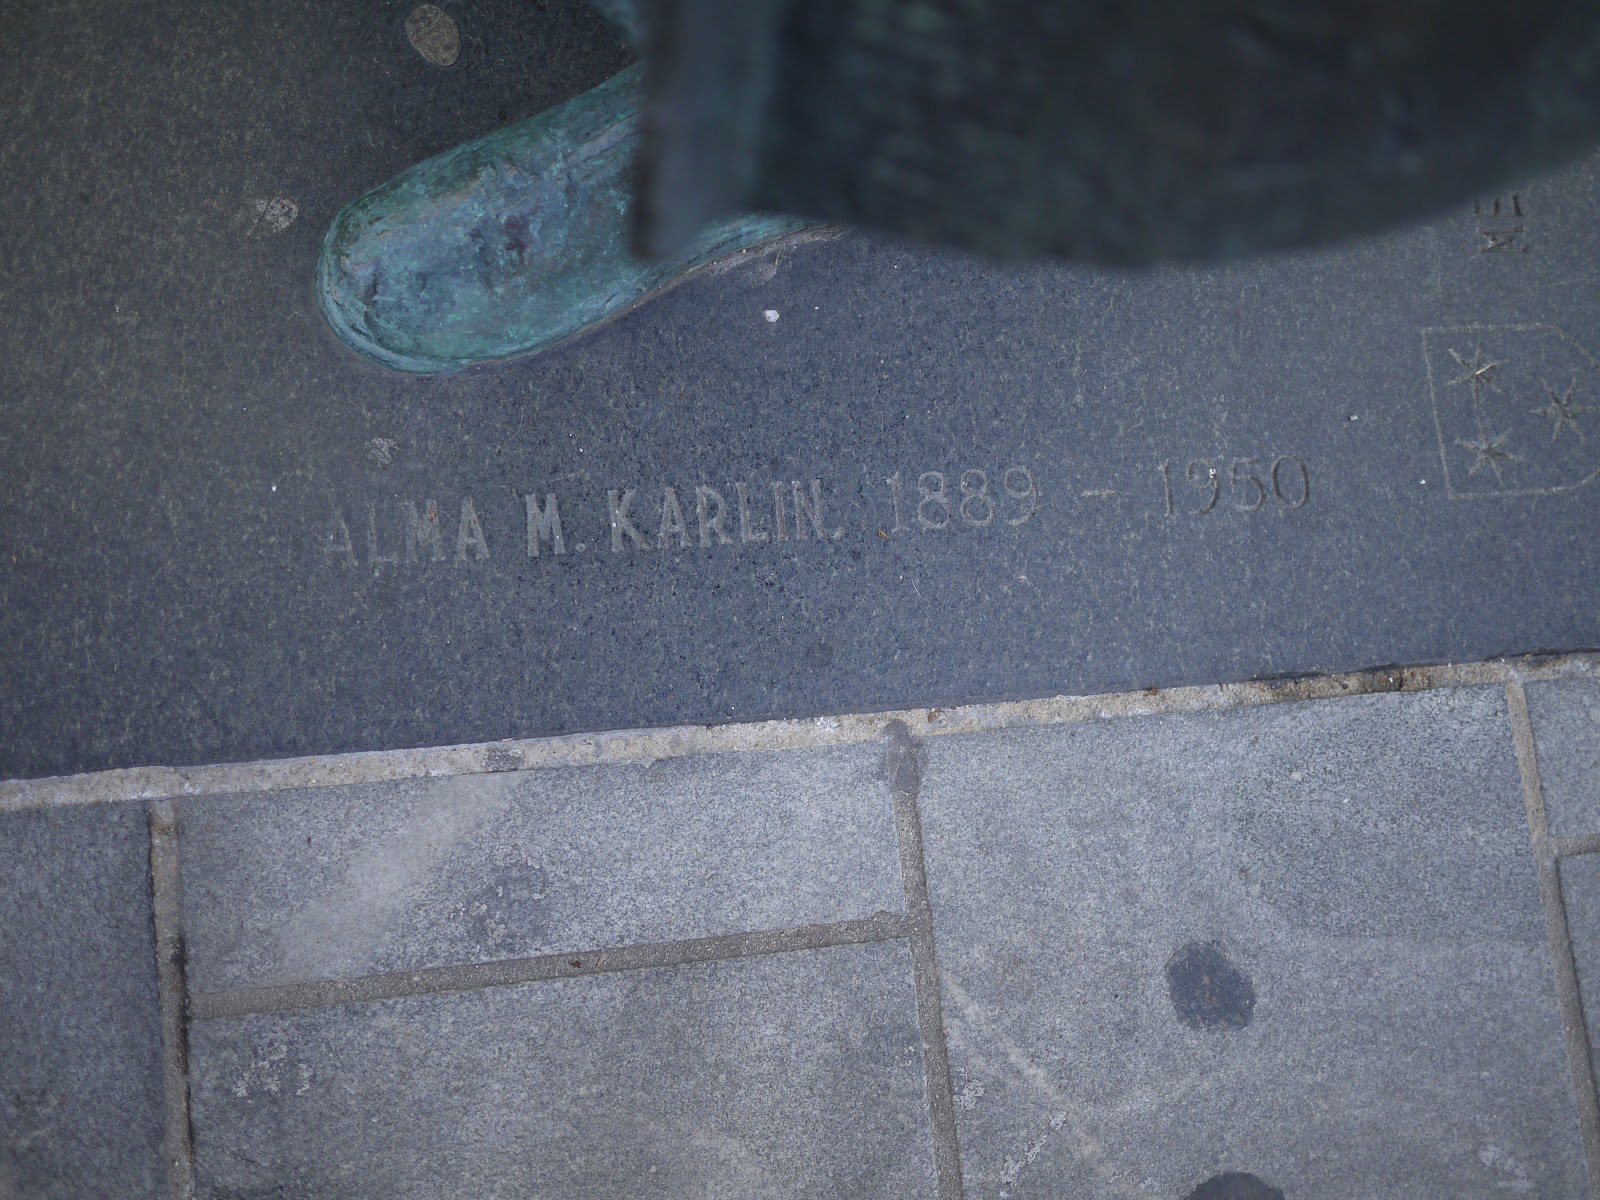 ALMA M. KARLIN. 1889 - 1950